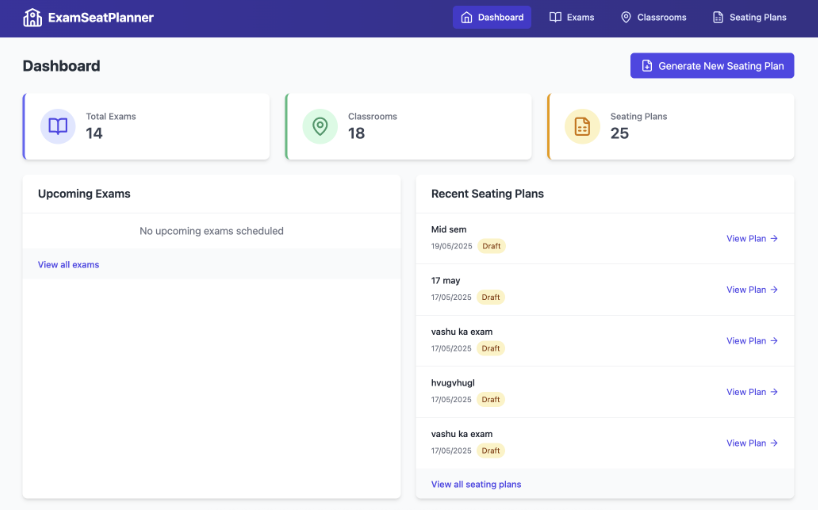 ExamSeatPlanner
Dashboard
Exams
Classrooms
Seating Plans
Dashboard
Generate New Seating Plan
Total Exams
14
Classrooms
18
Seating Plans
25
Upcoming Exams
No upcoming exams scheduled
View all exams
Recent Seating Plans
Mid sem
19/05/2025 Draft
View Plan →
17 may
17/05/2025 Draft
View Plan →
vashu ka exam
17/05/2025 Draft
View Plan →
hvugvhugl
17/05/2025 Draft
View Plan →
vashu ka exam
17/05/2025 Draft
View Plan →
View all seating plans